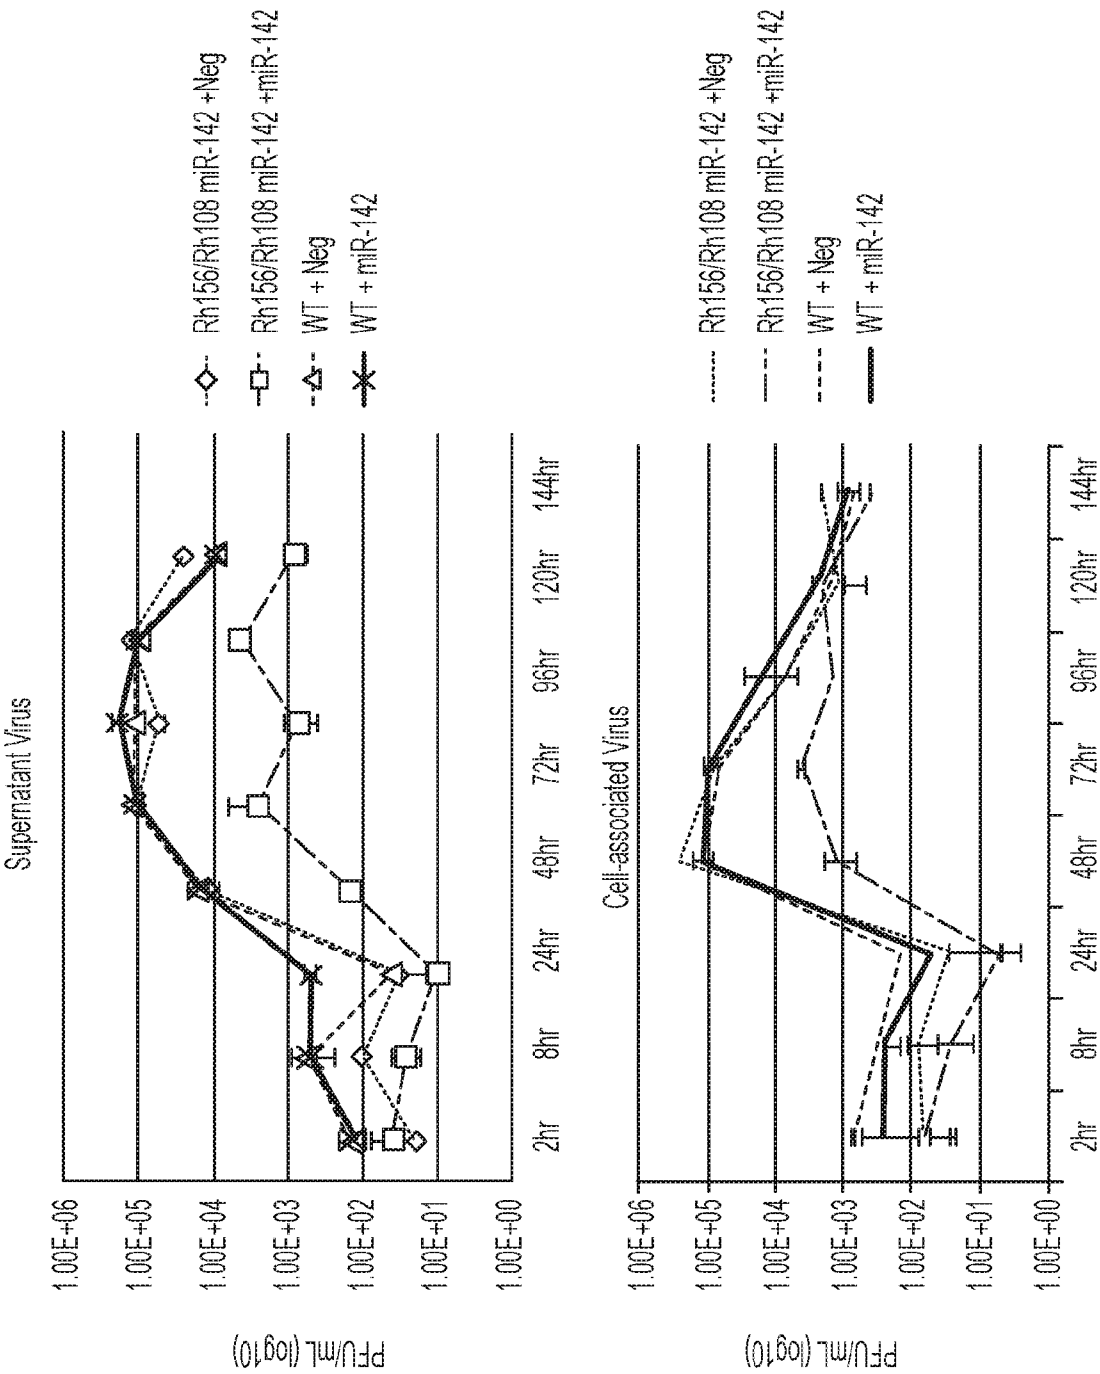 Supernatant Virus
PFU/mL (log10)
1.00E+06
1.00E+05
1.00E+04
1.00E+03
1.00E+02
1.00E+01
1.00E+00
2hr
8hr
24hr
48hr
72hr
96hr
120hr
144hr
Rh156/Rh108 miR-142 +Neg
Rh156/Rh108 miR-142 +miR-142
WT + Neg
WT + miR-142
Cell-associated Virus
PFU/mL (log10)
1.00E+06
1.00E+05
1.00E+04
1.00E+03
1.00E+02
1.00E+01
1.00E+00
2hr
8hr
24hr
48hr
72hr
96hr
120hr
144hr
Rh156/Rh108 miR-142 +Neg
Rh156/Rh108 miR-142 +miR-142
WT + Neg
WT + miR-142